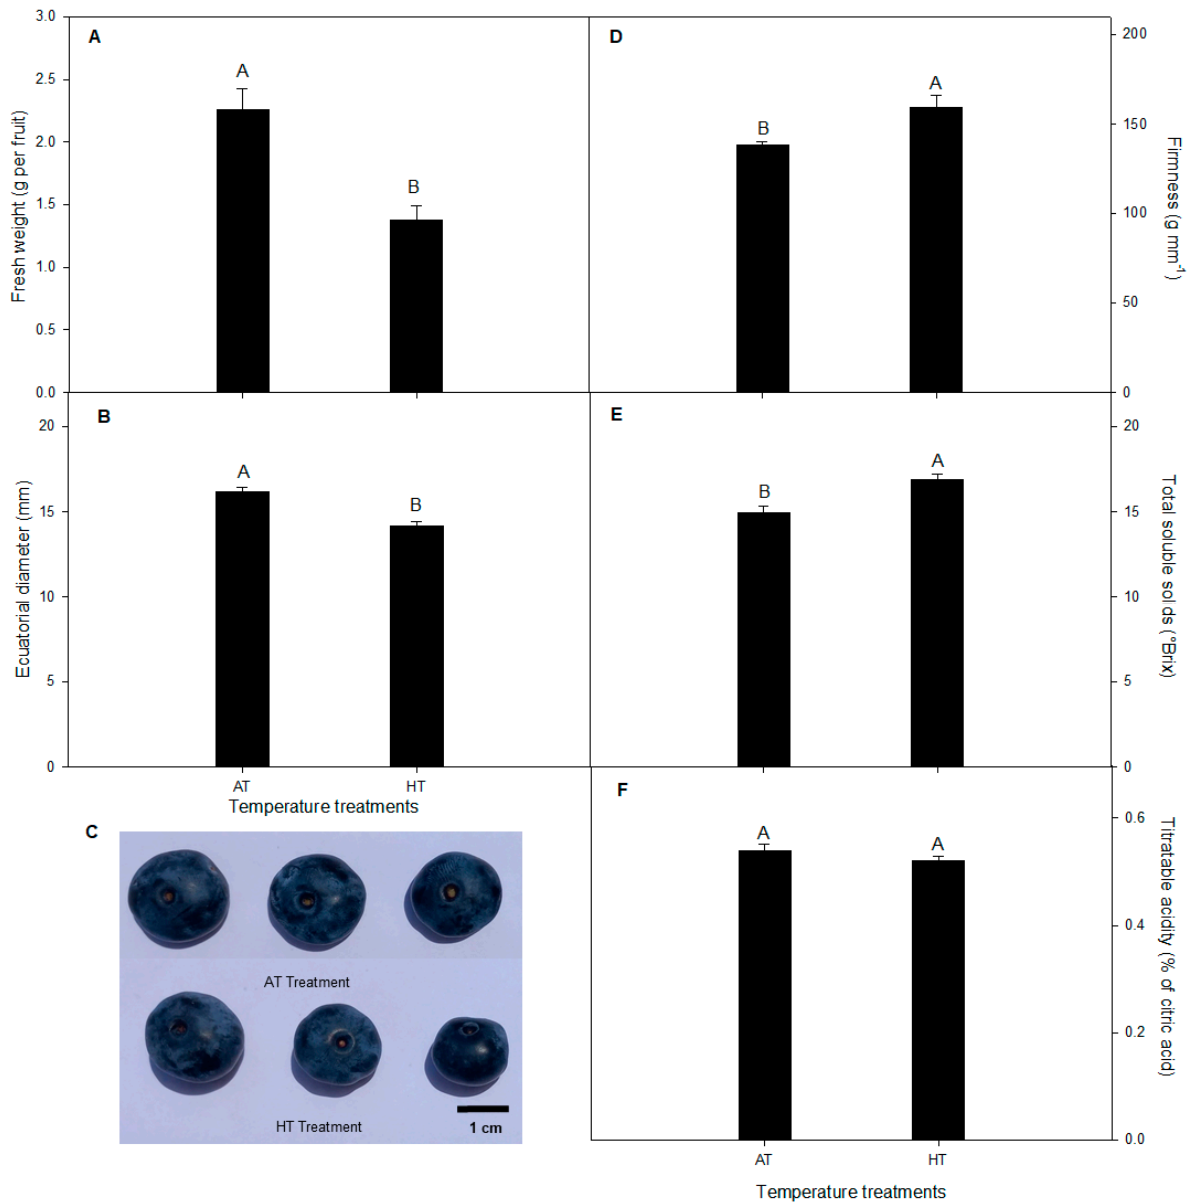 A
Fresh weight (g per fruit)
3.0
2.5
2.0
1.5
1.0
0.5
0.0
A
B
D
Firmness (g mm-1)
200
150
100
50
0
B
A
B
Ecuatorial diameter (mm)
20
15
10
5
0
A
B
AT
HT
Temperature treatments
E
Total soluble solds (°Brix)
20
15
10
5
0
B
A
C
AT Treatment
HT Treatment
1 cm
F
Titratable acidity (% of citric acid)
0.6
0.4
0.2
0.0
A
A
AT
HT
Temperature treatments